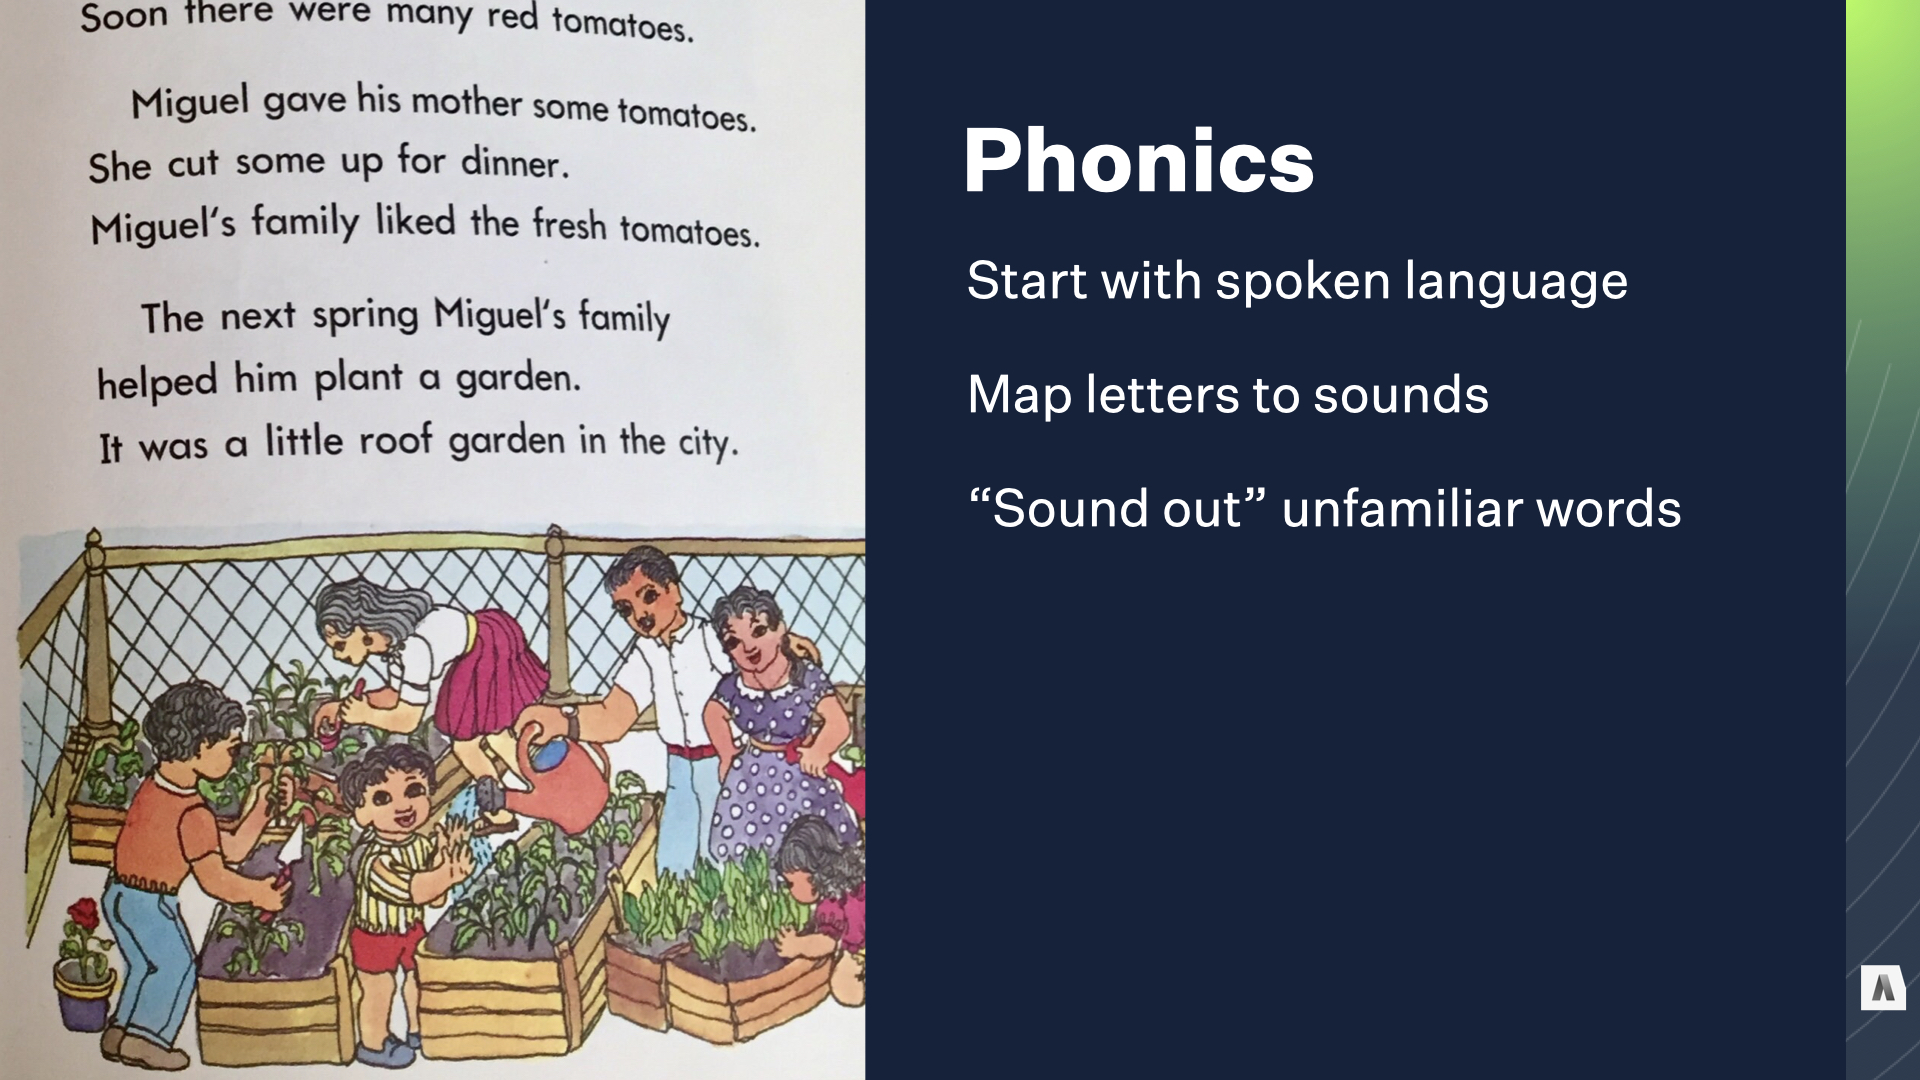 Soon there were many red tomatoes.
Miguel gave his mother some tomatoes.
She cut some up for dinner.
Miguel's family liked the fresh tomatoes.
The next spring Miguel's family
helped him plant a garden.
It was a little roof garden in the city.
Phonics
Start with spoken language
Map letters to sounds
“Sound out” unfamiliar words